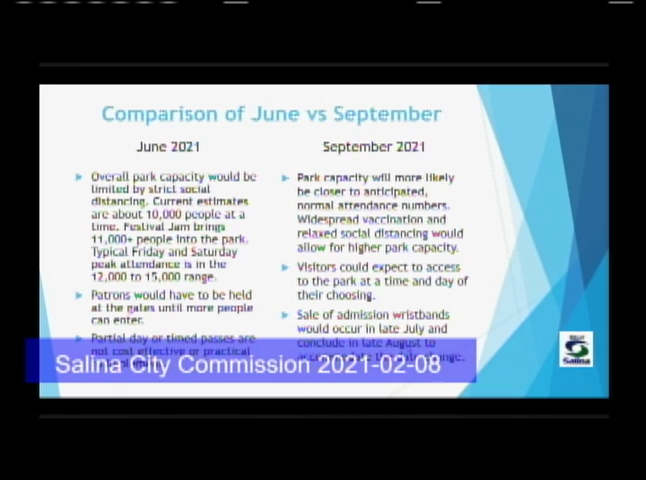 Comparison of June vs September
June 2021
Overall park capacity would be
limited by strict social
distancing. Current estimates
are about 10,000 people at a
time. Festival Jam brings
11,000+ people into the park.
Typical Friday and Saturday
peak attendance is in the
12,000 to 15,000 range.
Patrons would have to be held
at the gates until more people
can enter.
Partial day or timed passes are
not cost effective or practical
September 2021
Park capacity will more likely
be closer to anticipated,
normal attendance numbers.
Widespread vaccination and
relaxed social distancing would
allow for higher park capacity.
Visitors could expect to access
to the park at a time and day of
their choosing.
Sale of admission wristbands
would occur in late July and
conclude in late August to
change.
Salina City Commission 2021-02-08
Salina